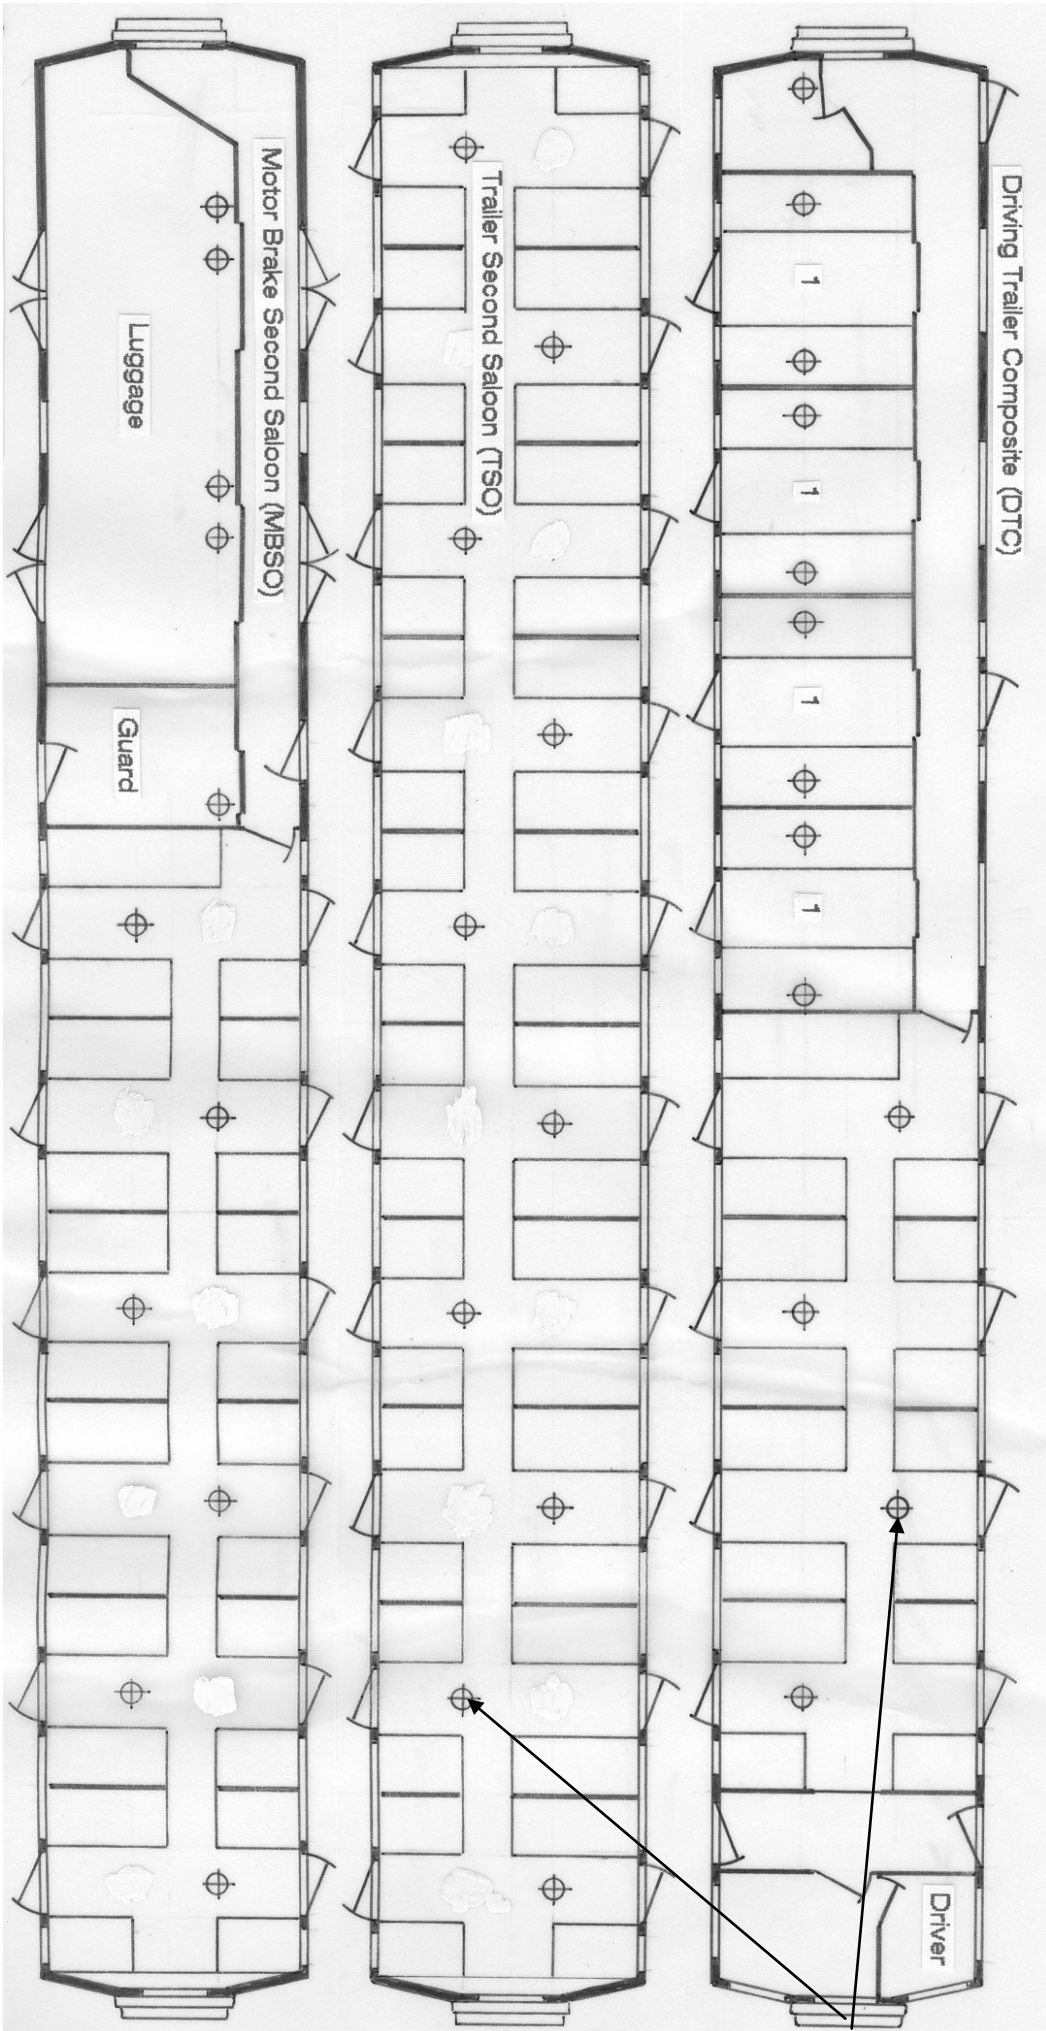 Motor Brake Second Saloon (MBSO)
Luggage
Guard
Trailer Second Saloon (TSO)
Driving Trailer Composite (DTC)
1
1
1
1
Driver